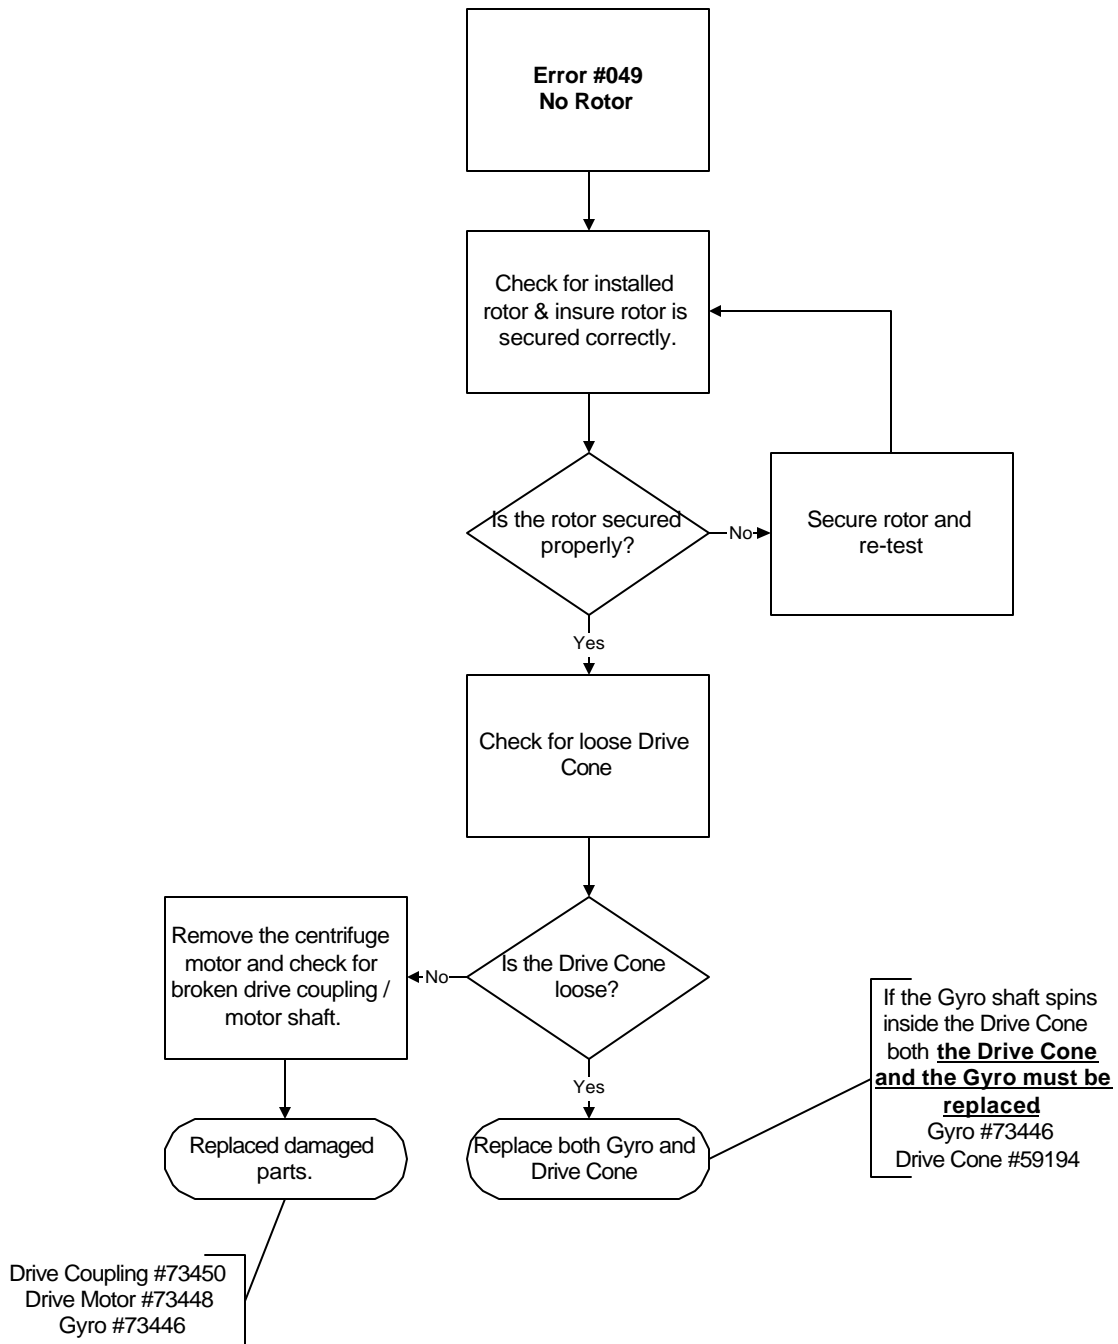 Error #049
No Rotor
Check for installed
rotor & insure rotor is
secured correctly.
Is the rotor secured
properly?
No
Secure rotor and
re-test
Yes
Check for loose Drive
Cone
Is the Drive Cone
loose?
No
Remove the centrifuge
motor and check for
broken drive coupling /
motor shaft.
Yes
If the Gyro shaft spins
inside the Drive Cone
both the Drive Cone
and the Gyro must be
replaced
Gyro #73446
Drive Cone #59194
Replaced damaged
parts.
Replace both Gyro and
Drive Cone
Drive Coupling #73450
Drive Motor #73448
Gyro #73446